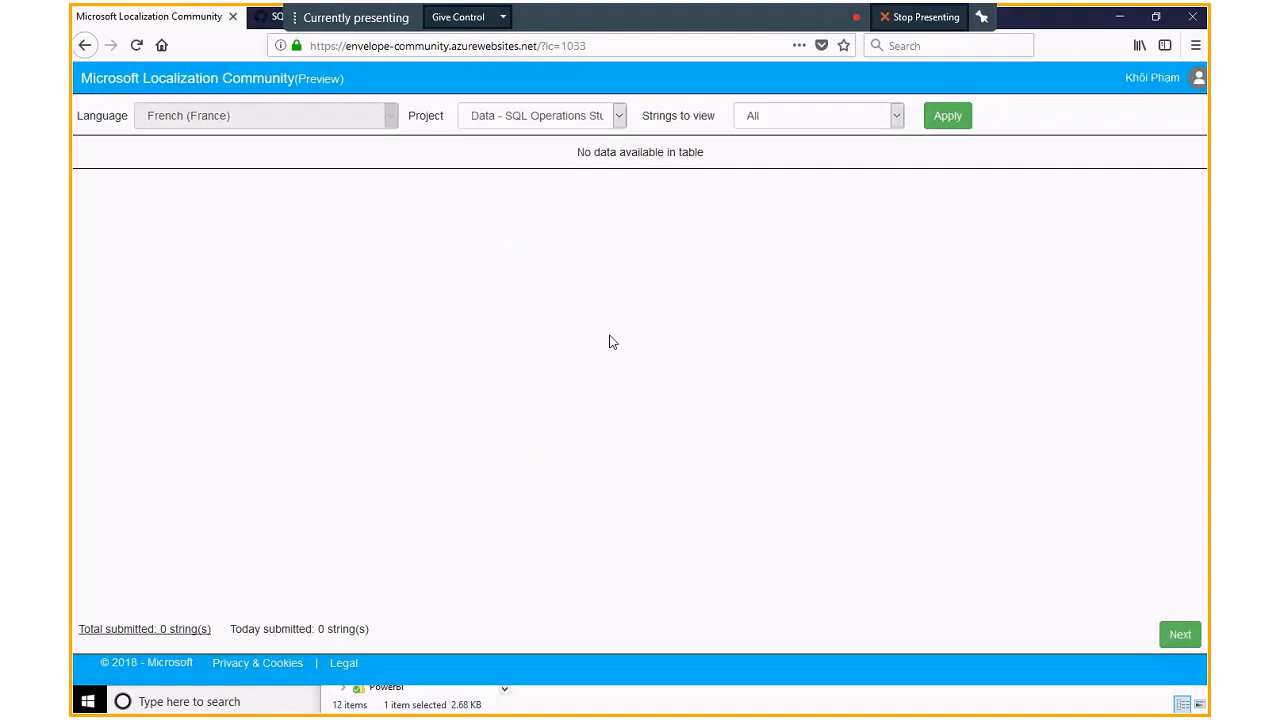 Microsoft Localization Community
SQ
Currently presenting
Give Control
Stop Presenting
https://envelope-community.azurewebsites.net/?lc=1033
Search
Microsoft Localization Community(Preview)
Khôi Phạm
Language
French (France)
Project
Data - SQL Operations Stu
Strings to view
All
Apply
No data available in table
Total submitted: 0 string(s)
Today submitted: 0 string(s)
Next
© 2018 - Microsoft
Privacy & Cookies | Legal
PowerBI
Type here to search
12 items
1 item selected 2.68 KB